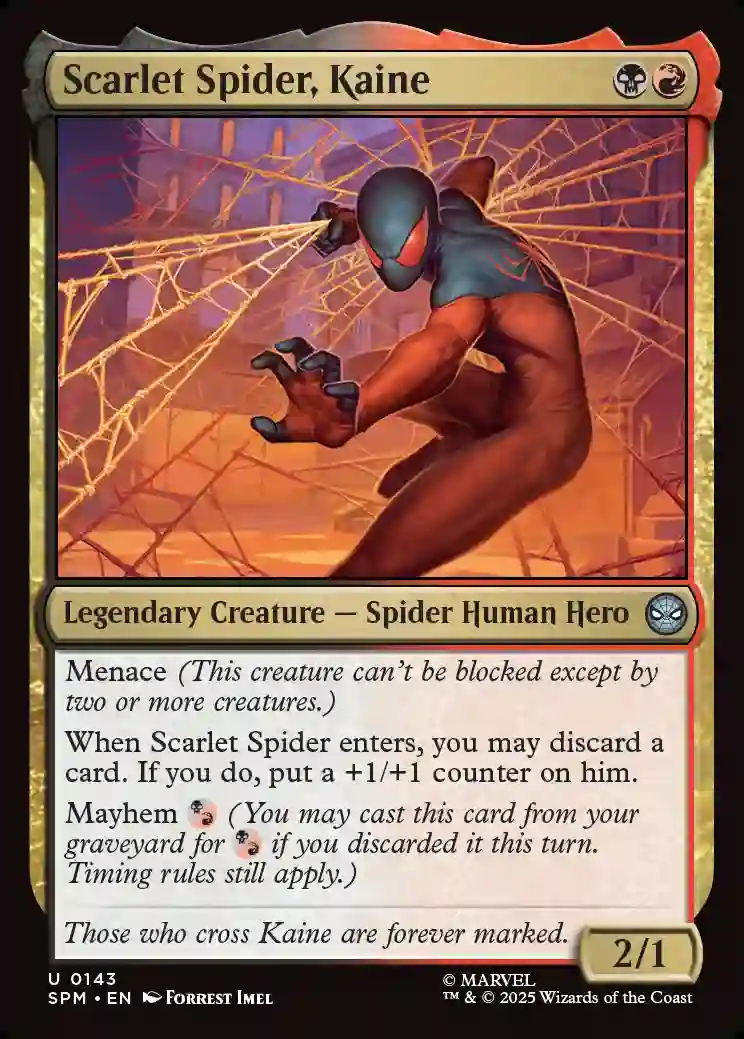 Scarlet Spider, Kaine
Legendary Creature — Spider Human Hero
Menace (This creature can't be blocked except by
two or more creatures.)
When Scarlet Spider enters, you may discard a
card. If you do, put a +1/+1 counter on him.
Mayhem (You may cast this card from your
graveyard for if you discarded it this turn.
Timing rules still apply.)
Those who cross Kaine are forever marked.
2/1
U 0143
SPM • EN Forrest Imel
© MARVEL
™ & © 2025 Wizards of the Coast